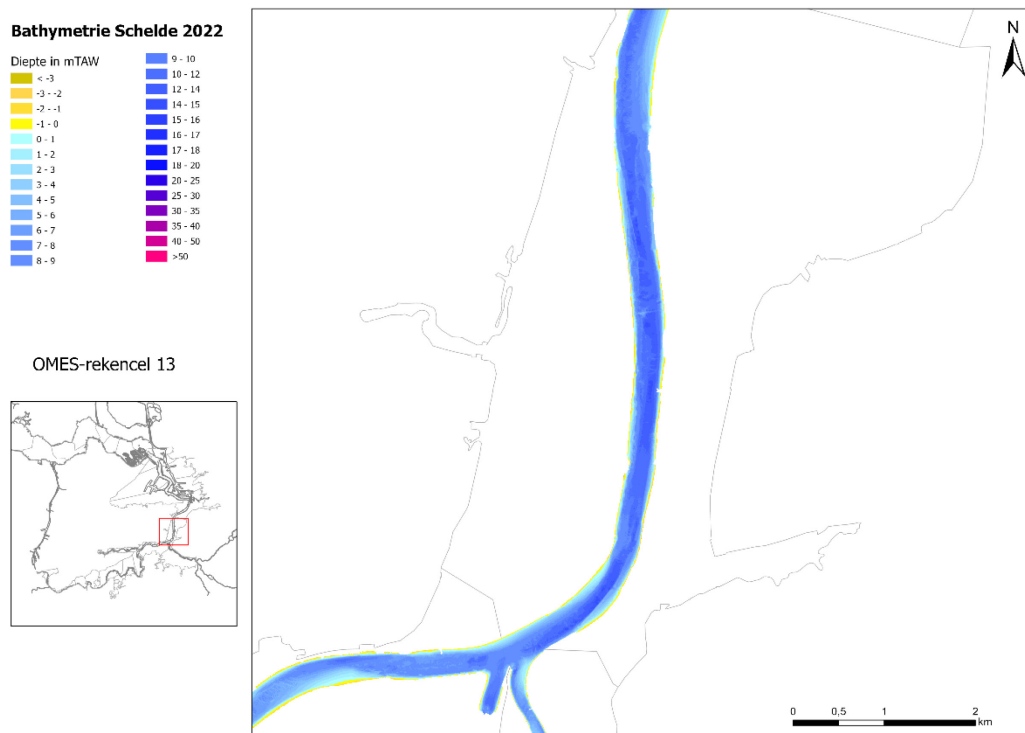 Bathymetrie Schelde 2022
Diepte in mTAW
< -3
-3 - -2
-2 - -1
-1 - 0
0 - 1
1 - 2
2 - 3
3 - 4
4 - 5
5 - 6
6 - 7
7 - 8
8 - 9
9 - 10
10 - 12
12 - 14
14 - 15
15 - 16
16 - 17
17 - 18
18 - 20
20 - 25
25 - 30
30 - 35
35 - 40
40 - 50
>50
OMES-rekencel 13
N
0 0,5 1 2
km